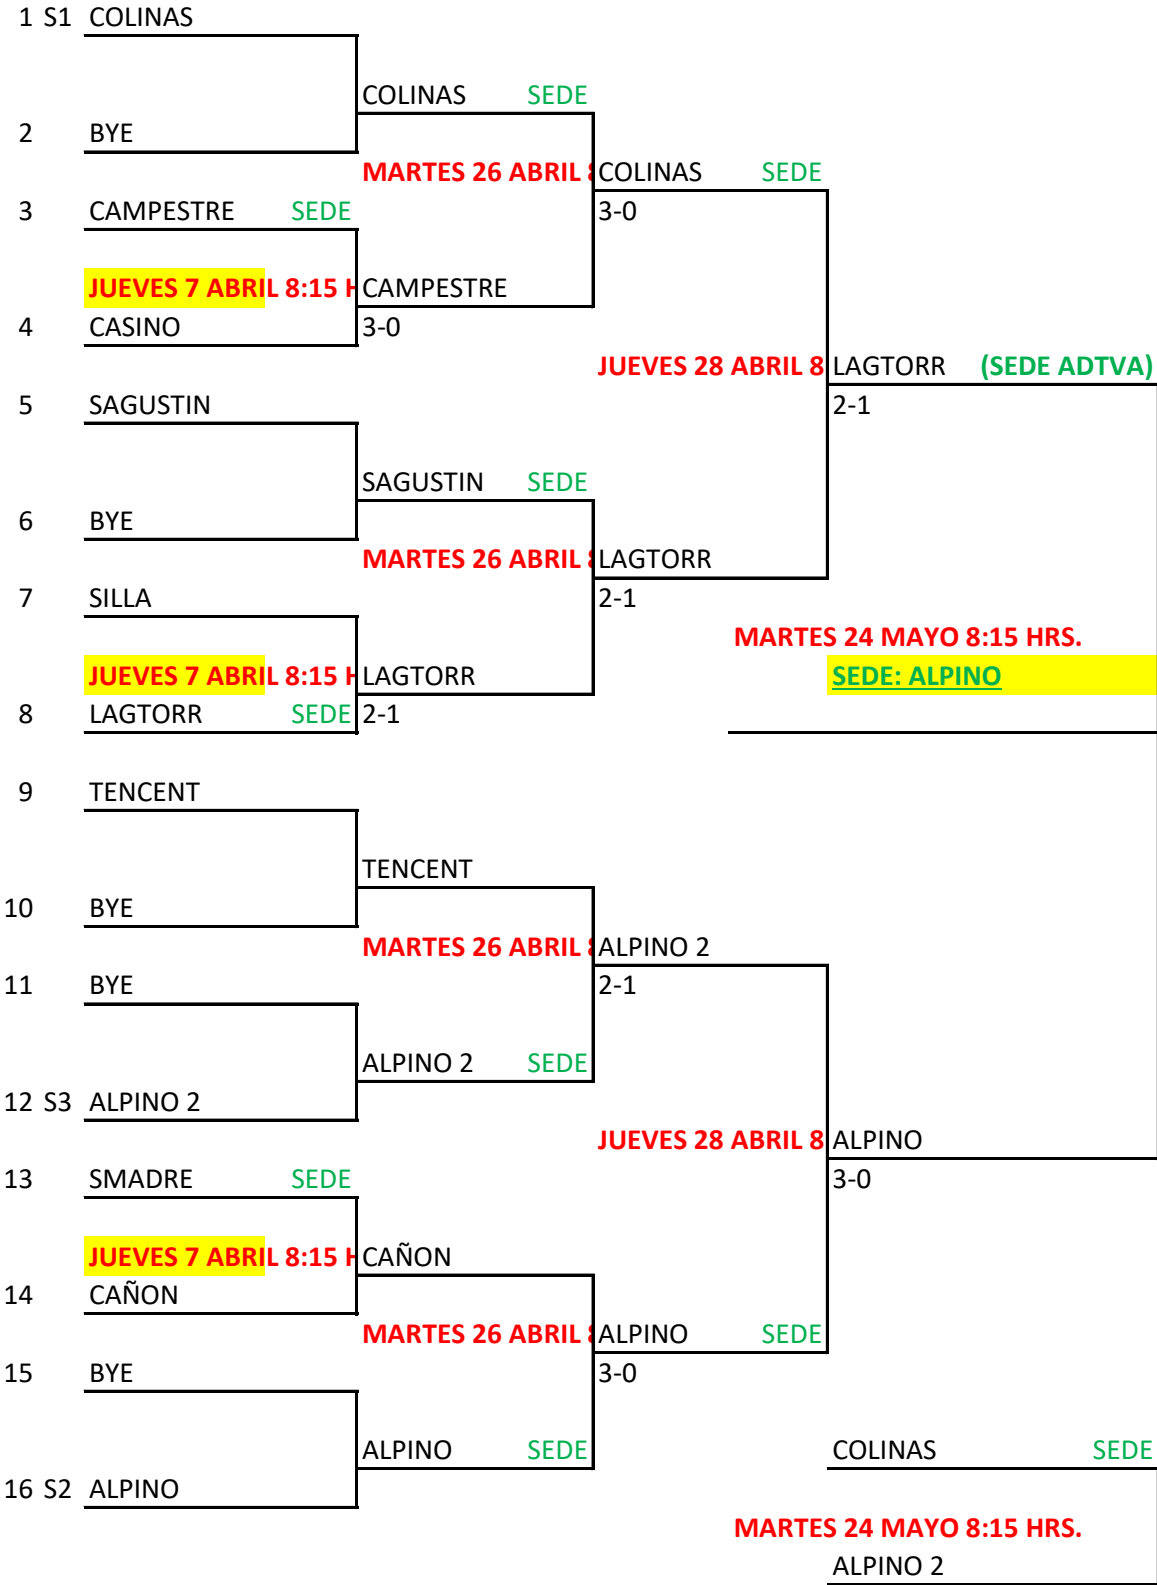 1 S1 COLINAS
COLINAS SEDE
2 BYE
MARTES 26 ABRIL 8 COLINAS SEDE
3 CAMPESTRE SEDE 3-0
JUEVES 7 ABRIL 8:15 H CAMPESTRE
4 CASINO 3-0
JUEVES 28 ABRIL 8 LAGTORR (SEDE ADTVA)
5 SAGUSTIN 2-1
SAGUSTIN SEDE
6 BYE
MARTES 26 ABRIL 8 LAGTORR
7 SILLA 2-1
MARTES 24 MAYO 8:15 HRS.
JUEVES 7 ABRIL 8:15 H LAGTORR SEDE: ALPINO
8 LAGTORR SEDE 2-1
9 TENCENT
TENCENT
10 BYE
MARTES 26 ABRIL 8 ALPINO 2
11 BYE 2-1
ALPINO 2 SEDE
12 S3 ALPINO 2
JUEVES 28 ABRIL 8 ALPINO
13 SMADRE SEDE 3-0
JUEVES 7 ABRIL 8:15 H CAÑON
14 CAÑON
MARTES 26 ABRIL 8 ALPINO SEDE
15 BYE 3-0
ALPINO SEDE COLINAS SEDE
16 S2 ALPINO
MARTES 24 MAYO 8:15 HRS.
ALPINO 2